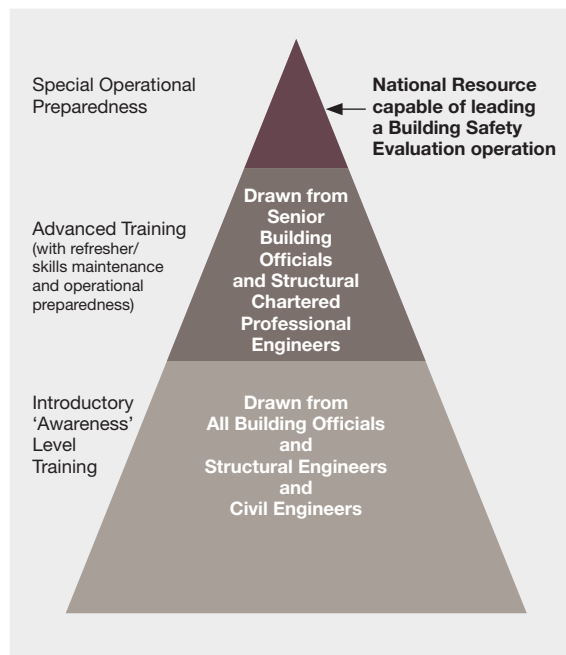 Special Operational
Preparedness
National Resource
capable of leading
a Building Safety
Evaluation operation
Advanced Training
(with refresher/
skills maintenance
and operational
preparedness)
Drawn from
Senior
Building
Officials
and Structural
Chartered
Professional
Engineers
Introductory
‘Awareness’
Level
Training
Drawn from
All Building Officials
and
Structural Engineers
and
Civil Engineers